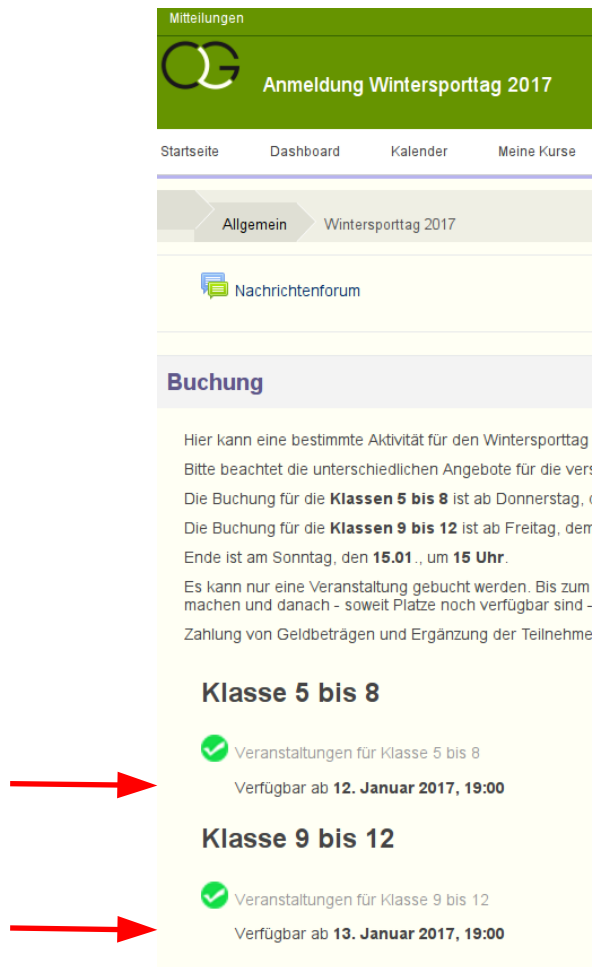 Mitteilungen
OG
Anmeldung Wintersporttag 2017
Startseite Dashboard Kalender Meine Kurse
Allgemein Wintersporttag 2017
Nachrichtenforum
Buchung
Hier kann eine bestimmte Aktivität für den Wintersporttag
Bitte beachtet die unterschiedlichen Angebote für die vers
Die Buchung für die Klassen 5 bis 8 ist ab Donnerstag,
Die Buchung für die Klassen 9 bis 12 ist ab Freitag, dem
Ende ist am Sonntag, den 15.01., um 15 Uhr.
Es kann nur eine Veranstaltung gebucht werden. Bis zum
machen und danach - soweit Platze noch verfügbar sind -
Zahlung von Geldbeträgen und Ergänzung der Teilnehme
Klasse 5 bis 8
Veranstaltungen für Klasse 5 bis 8
Verfügbar ab 12. Januar 2017, 19:00
Klasse 9 bis 12
Veranstaltungen für Klasse 9 bis 12
Verfügbar ab 13. Januar 2017, 19:00